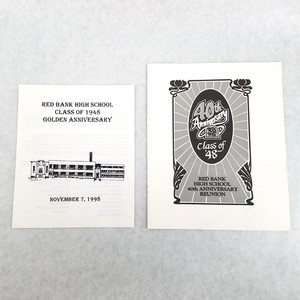 RED BANK HIGH SCHOOL
CLASS OF 1948
GOLDEN ANNIVERSARY
NOVEMBER 7, 1998
40th
Anniversary
Class of
'48
RED BANK
HIGH SCHOOL
40th ANNIVERSARY
REUNION